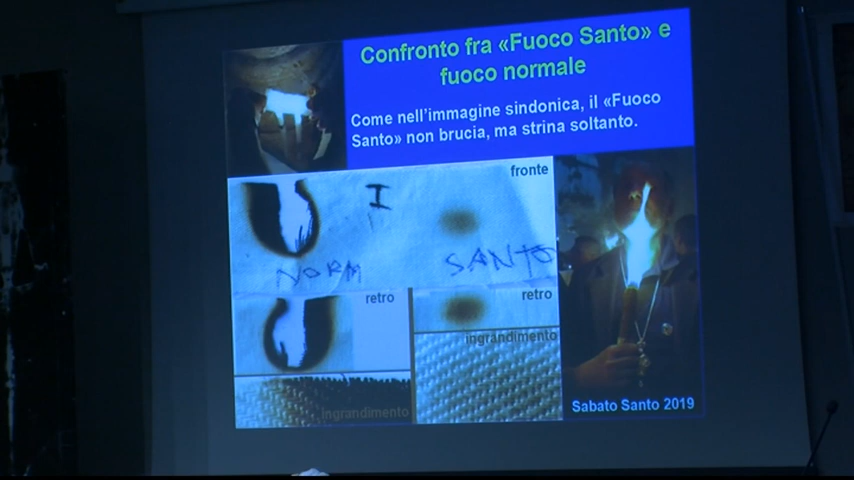 Confronto fra «Fuoco Santo» e
fuoco normale
Come nell'immagine sindonica, il «Fuoco
Santo» non brucia, ma strina soltanto.
fronte
I
NORM
SANTO
retro
retro
ingrandimento
ingrandimento
Sabato Santo 2019